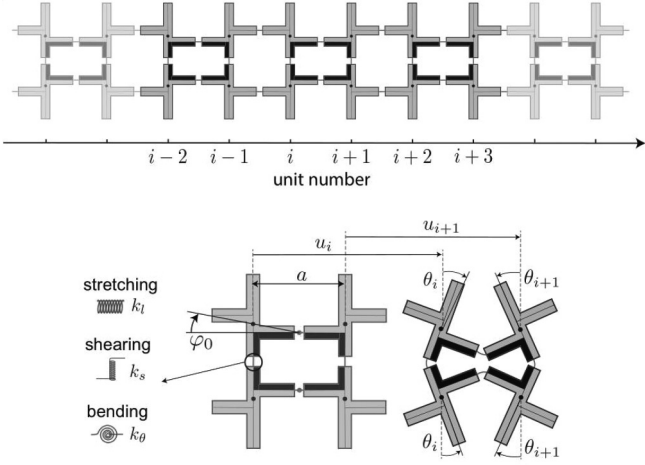 i − 2 i − 1 i i + 1 i + 2 i + 3
unit number
u_{i+1}
u_i
a
θ_i θ_{i+1}
stretching
k_l
φ_0
shearing
k_s
bending
k_θ
θ_i θ_{i+1}